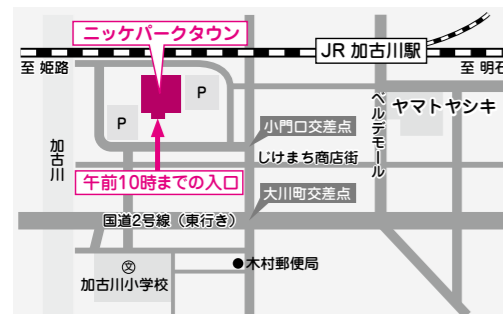 ニッケパークタウン
JR 加古川駅
至 姫路
至 明石
P
P
ベルデモール
ヤマトヤシキ
小門口交差点
加古川
じけまち商店街
午前10時までの入口
大川町交差点
国道2号線（東行き）
文
木村郵便局
加古川小学校